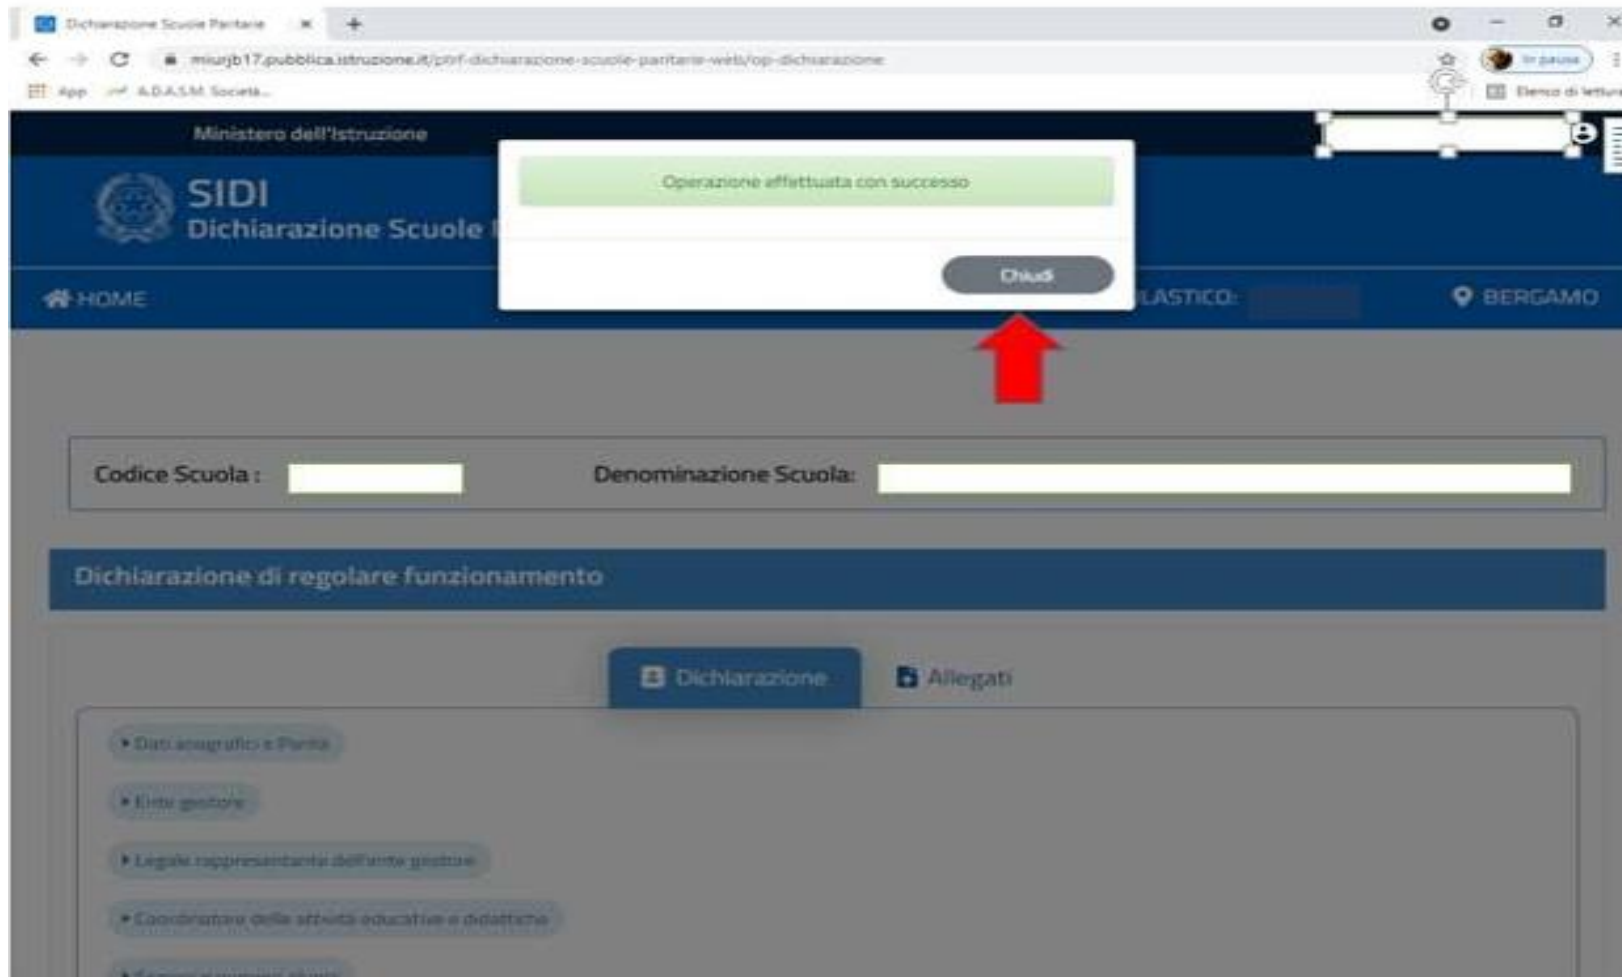 Dichiarazione Scuole Paritarie
miurjb17.pubblica.istruzione.it/ptrf-dichiarazione-scuole-paritarie-web/op-dichiarazione
In pausa
App A.D.A.S.M. Società...
Elenco di lettura
Ministero dell'Istruzione
Operazione effettuata con successo
SIDI
Dichiarazione Scuole
Chiudi
HOME
LASTICO:
BERGAMO
Codice Scuola :
Denominazione Scuola:
Dichiarazione di regolare funzionamento
Dichiarazione
Allegati
Dati anagrafici e Parità
Ente gestore
Legale rappresentante dell'ente gestore
Coordinatore delle attività educative e didattiche